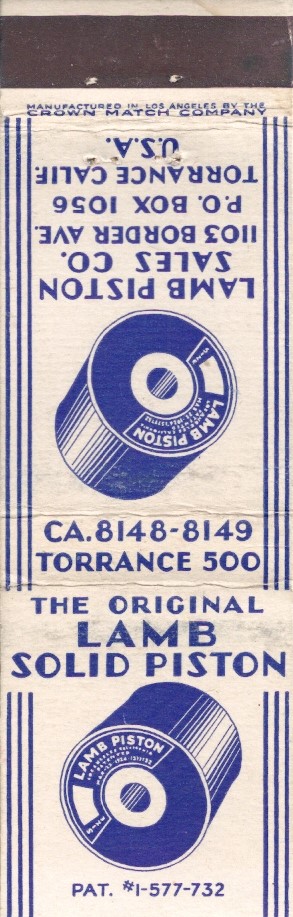 MANUFACTURED IN LOS ANGELES BY THE
CROWN MATCH COMPANY
LAMB PISTON
SALES CO.
1103 BORDER AVE.
P.O. BOX 1056
TORRANCE CALIF.
U.S.A.
LAMB PISTON
CA. 8148-8149
TORRANCE 500
THE ORIGINAL
LAMB
SOLID PISTON
LAMB PISTON
PAT. #1-577-732